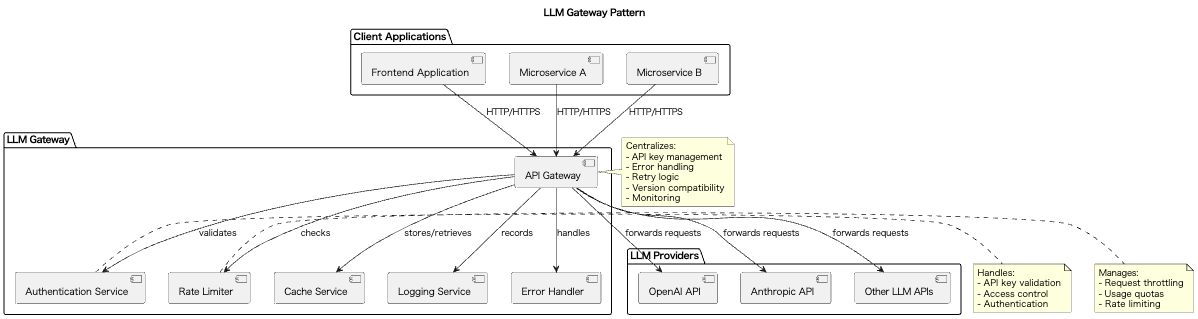 LLM Gateway Pattern
Client Applications
Frontend Application
Microservice A
Microservice B
HTTP/HTTPS
HTTP/HTTPS
HTTP/HTTPS
LLM Gateway
API Gateway
Centralizes:
- API key management
- Error handling
- Retry logic
- Version compatibility
- Monitoring
validates
checks
stores/retrieves
records
handles
forwards requests
forwards requests
forwards requests
Authentication Service
Rate Limiter
Cache Service
Logging Service
Error Handler
LLM Providers
OpenAI API
Anthropic API
Other LLM APIs
Handles:
- API key validation
- Access control
- Authentication
Manages:
- Request throttling
- Usage quotas
- Rate limiting